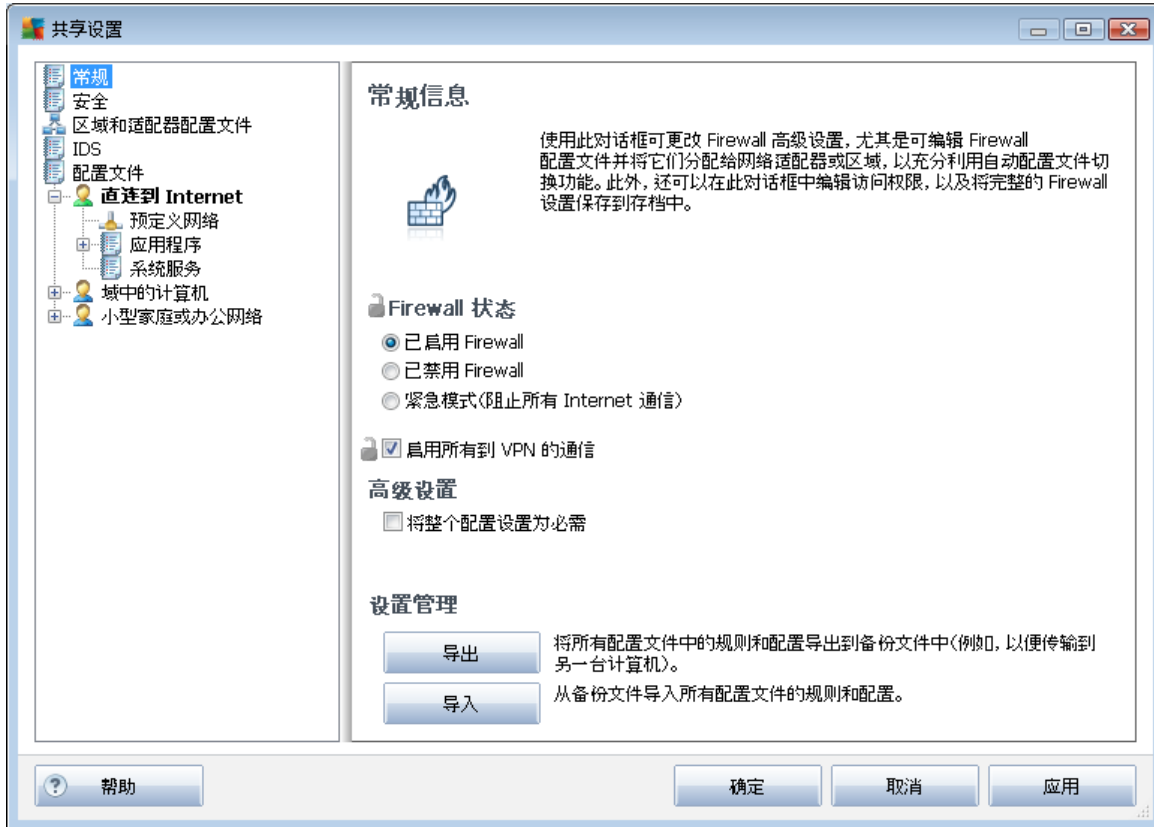 共享设置
常规
安全
区域和适配器配置文件
IDS
配置文件
直连到 Internet
预定义网络
应用程序
系统服务
域中的计算机
小型家庭或办公网络
常规信息
使用此对话框可更改 Firewall 高级设置，尤其是可编辑 Firewall
配置文件并将它们分配给网络适配器或区域，以充分利用自动配置文件切
换功能。此外，还可以在此对话框中编辑访问权限，以及将完整的 Firewall
设置保存到存档中。
Firewall 状态
已启用 Firewall
已禁用 Firewall
紧急模式(阻止所有 Internet 通信)
启用所有到 VPN 的通信
高级设置
将整个配置设置为必需
设置管理
导出
将所有配置文件中的规则和配置导出到备份文件中(例如，以便传输到
另一台计算机)。
导入
从备份文件导入所有配置文件的规则和配置。
帮助
确定
取消
应用